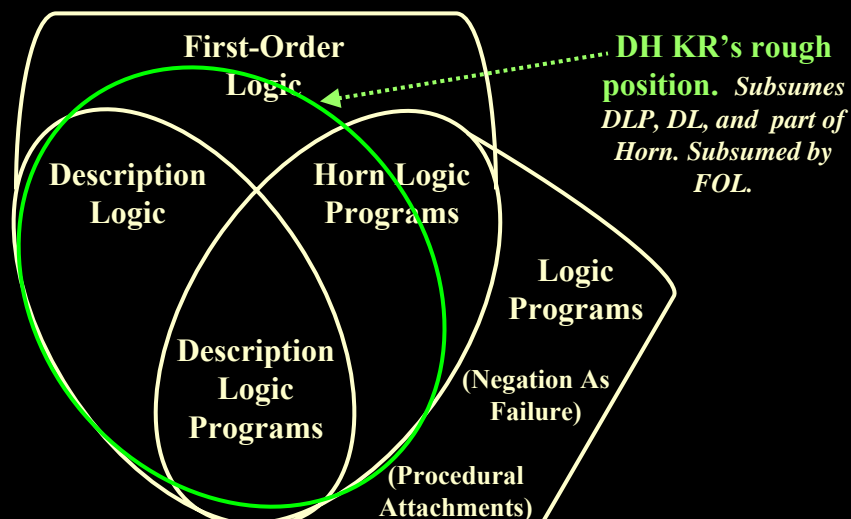 First-Order
Logic
DH KR’s rough
position. Subsumes
DLP, DL, and part of
Horn. Subsumed by
FOL.
Description
Logic
Horn Logic
Programs
Logic
Programs
Description
Logic
Programs
(Negation As
Failure)
(Procedural
Attachments)